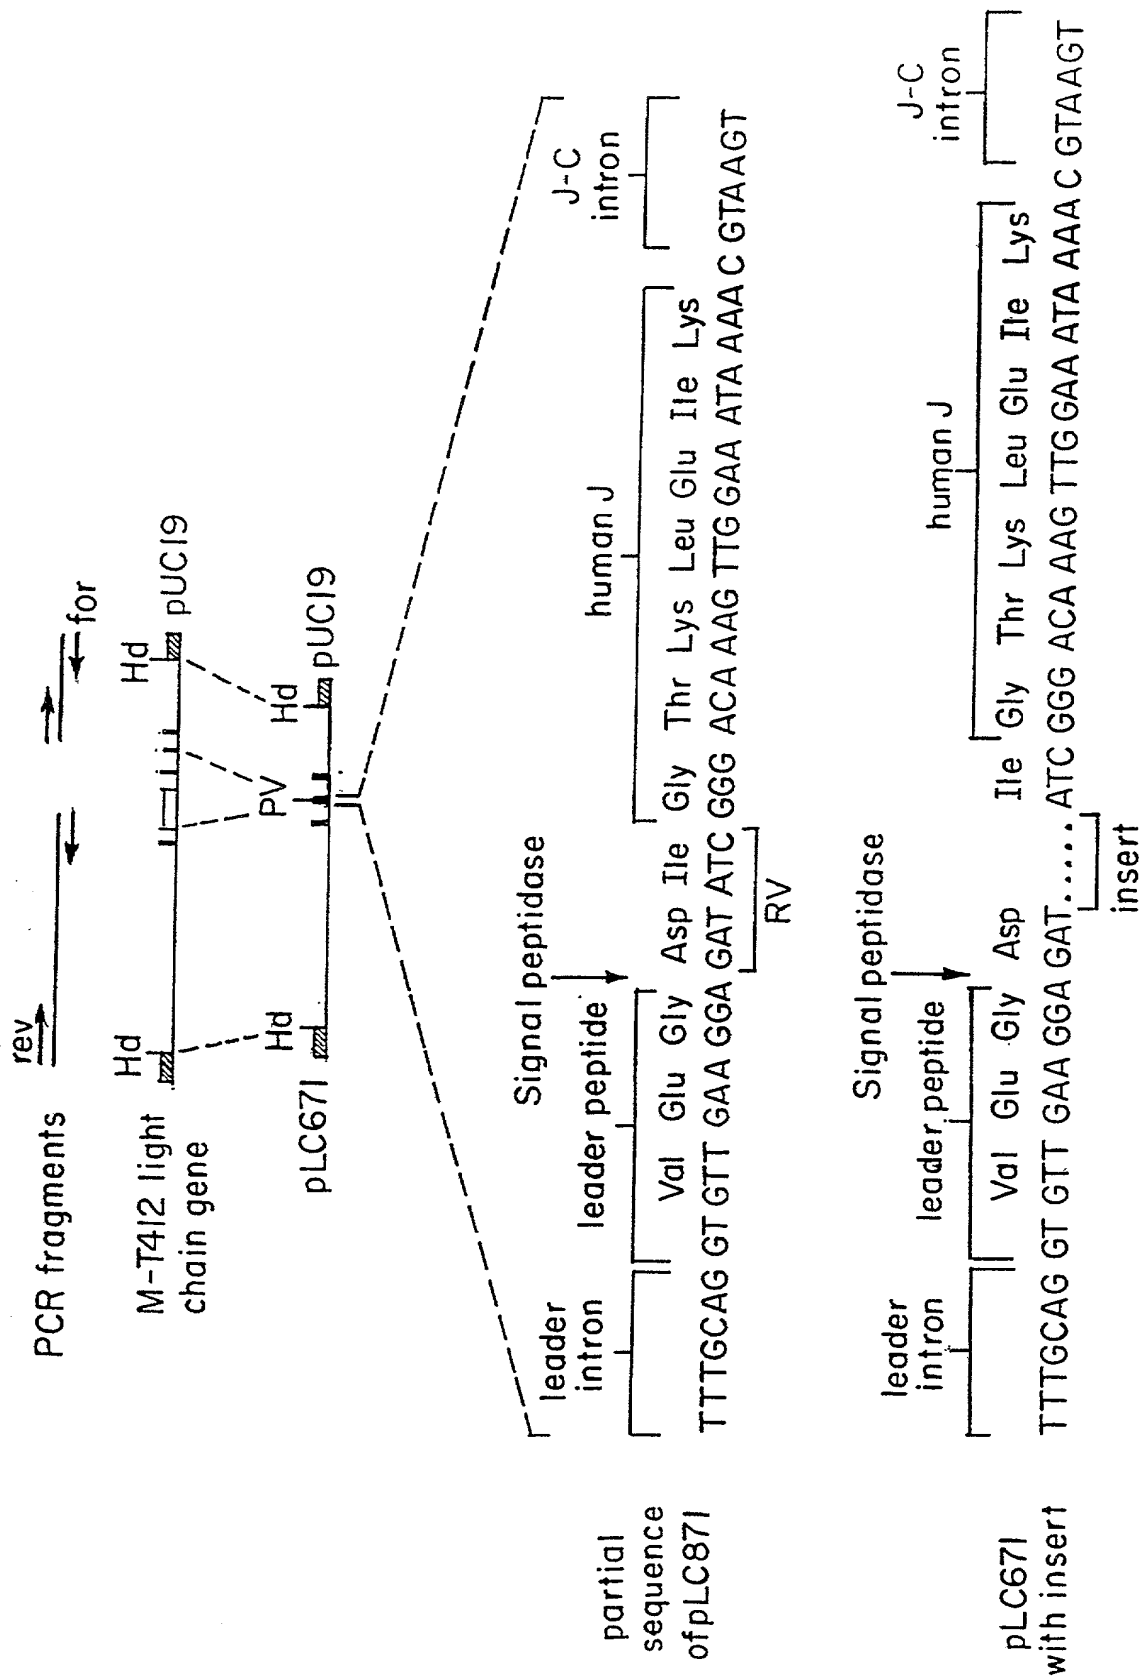 PCR fragments
rev
for
M-T412 light
chain gene
Hd
Hd
pUC19
PV
pLC671
Hd
Hd
pUC19
partial
sequence
of pLC871
leader
intron
leader peptide
Signal peptidase
human J
J-C
intron
Val Glu Gly Asp Ile Gly Thr Lys Leu Glu Ile Lys
TTTGCAG GT GTT GAA GGA GAT ATC GGG ACA AAG TTG GAA ATA AAA C GTAAGT
RV
pLC671
with insert
leader
intron
leader peptide
Signal peptidase
human J
J-C
intron
Val Glu Gly Asp Ile Gly Thr Lys Leu Glu Ile Lys
TTTGCAG GT GTT GAA GGA GAT......ATC GGG ACA AAG TTG GAA ATA AAA C GTAAGT
insert